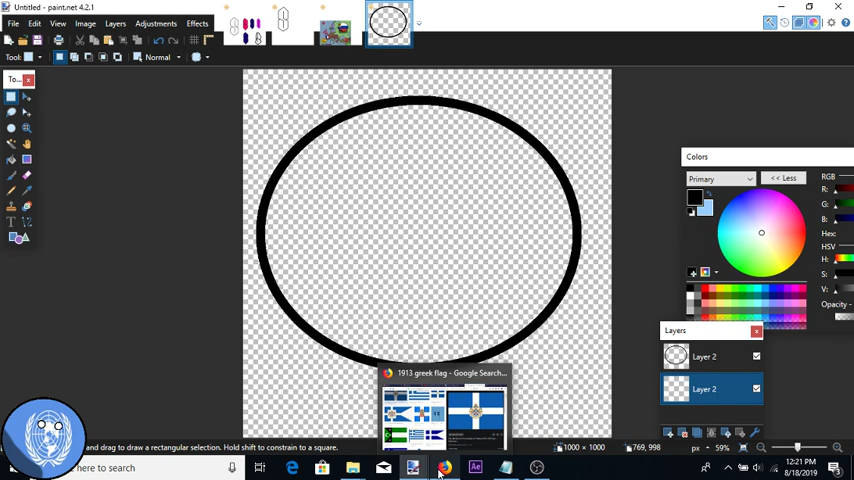 Untitled - paint.net 4.2.1
File Edit View Image Layers Adjustments Effects
Tool: Normal
To...
Colors
Primary << Less
RGB
R:
G:
B:
Hex:
HSV
H:
S:
V:
Opacity -
Layers
Layer 2
Layer 2
1913 greek flag - Google Search...
and drag to draw a rectangular selection. Hold shift to constrain to a square.
1000 × 1000 769, 998 px 59%
here to search
12:21 PM
8/18/2019
3